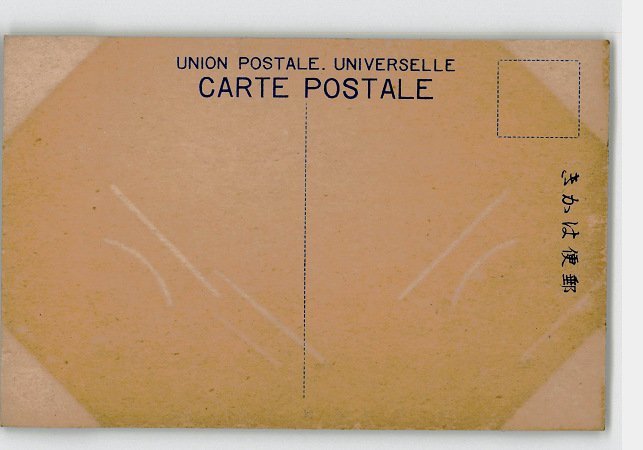 UNION POSTALE. UNIVERSELLE
CARTE POSTALE
きかは便郵